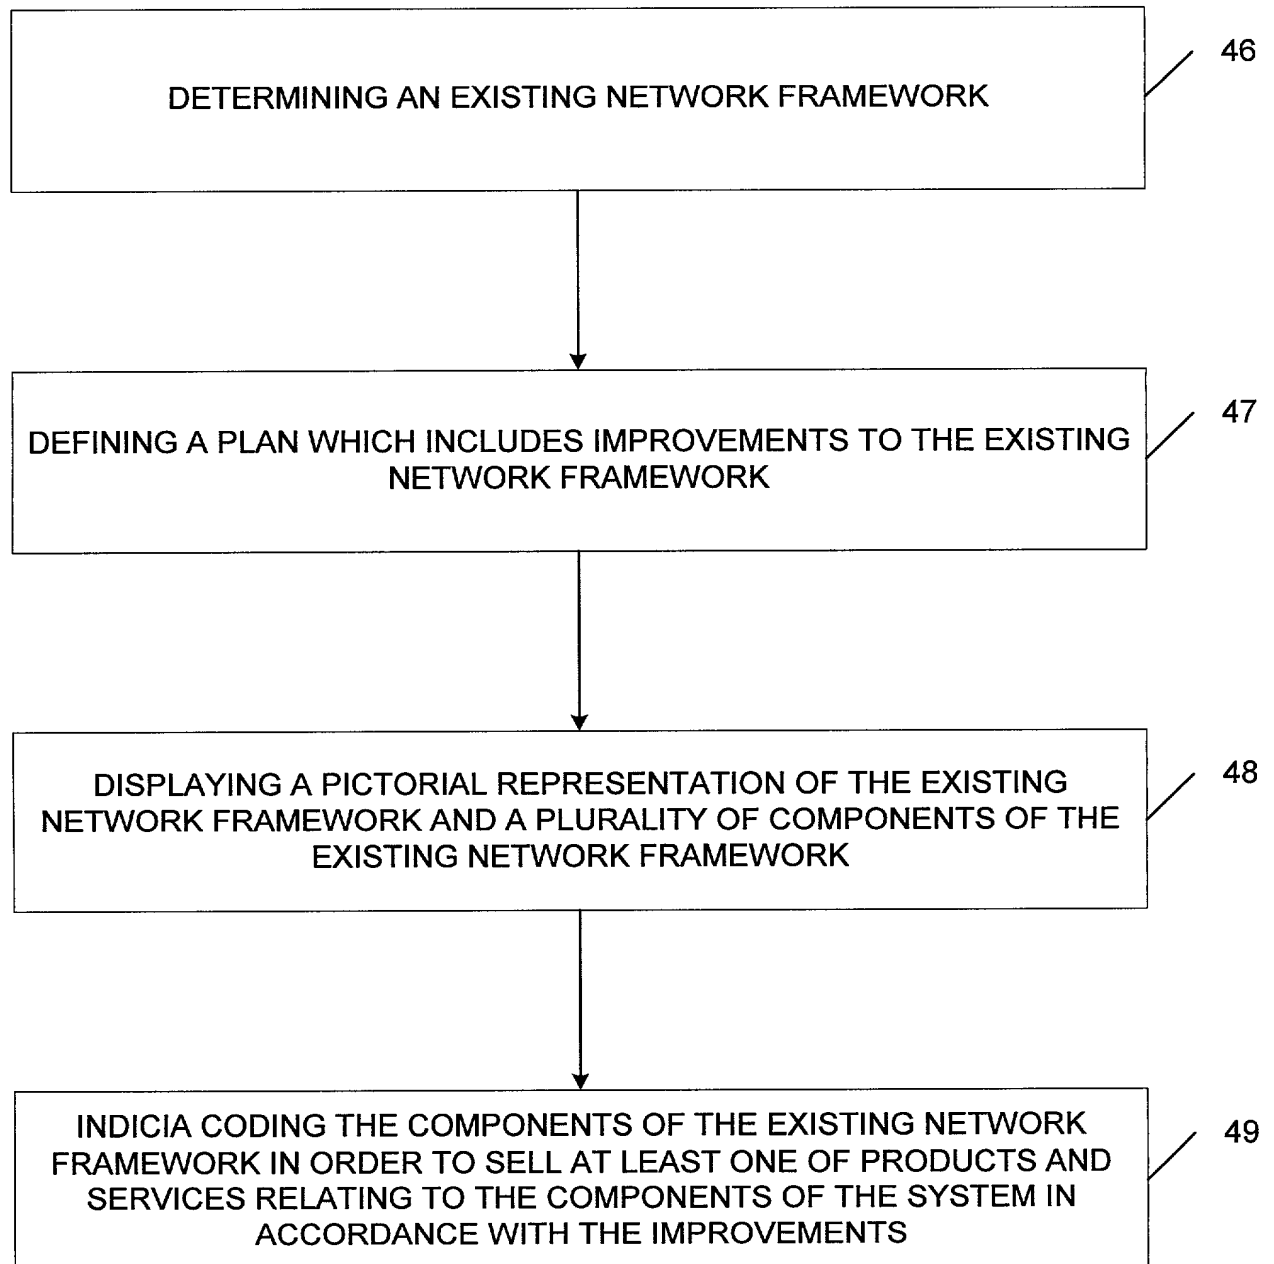 DETERMINING AN EXISTING NETWORK FRAMEWORK
46
DEFINING A PLAN WHICH INCLUDES IMPROVEMENTS TO THE EXISTING
NETWORK FRAMEWORK
47
DISPLAYING A PICTORIAL REPRESENTATION OF THE EXISTING
NETWORK FRAMEWORK AND A PLURALITY OF COMPONENTS OF THE
EXISTING NETWORK FRAMEWORK
48
INDICIA CODING THE COMPONENTS OF THE EXISTING NETWORK
FRAMEWORK IN ORDER TO SELL AT LEAST ONE OF PRODUCTS AND
SERVICES RELATING TO THE COMPONENTS OF THE SYSTEM IN
ACCORDANCE WITH THE IMPROVEMENTS
49